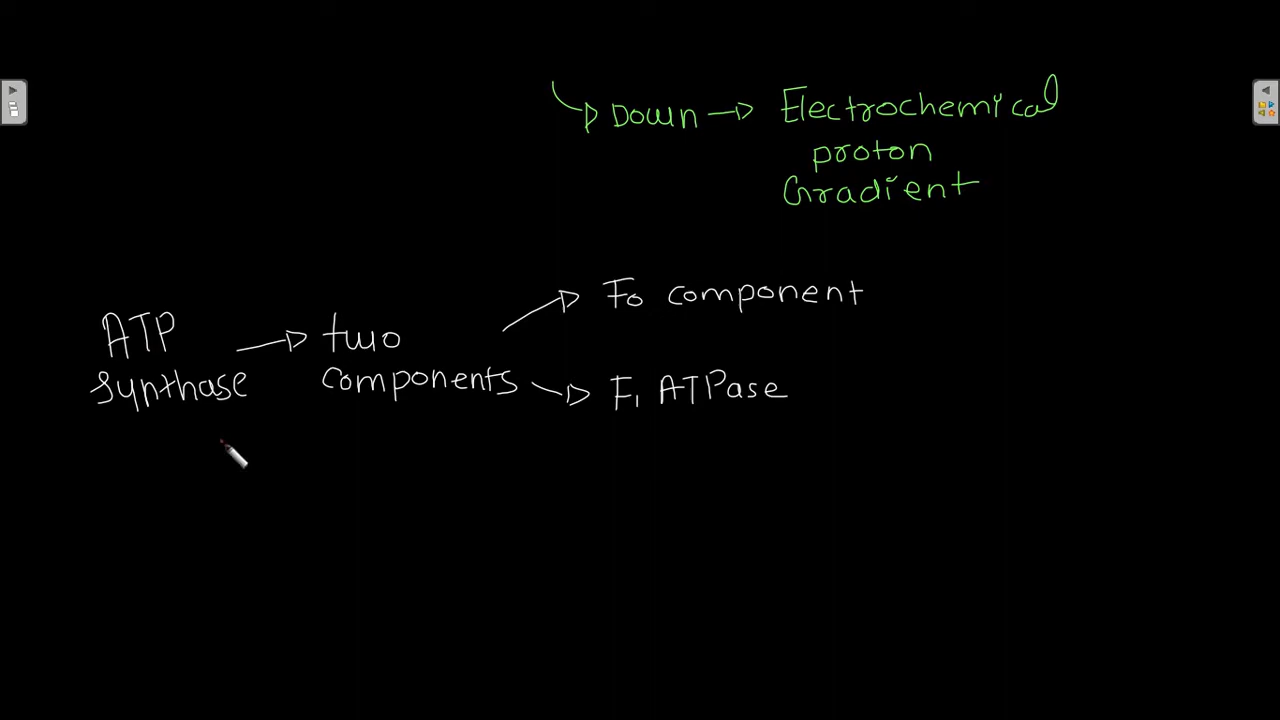 Down → Electrochemical
proton
Gradient
Fo component
ATP → two
synthase components
F1 ATPase